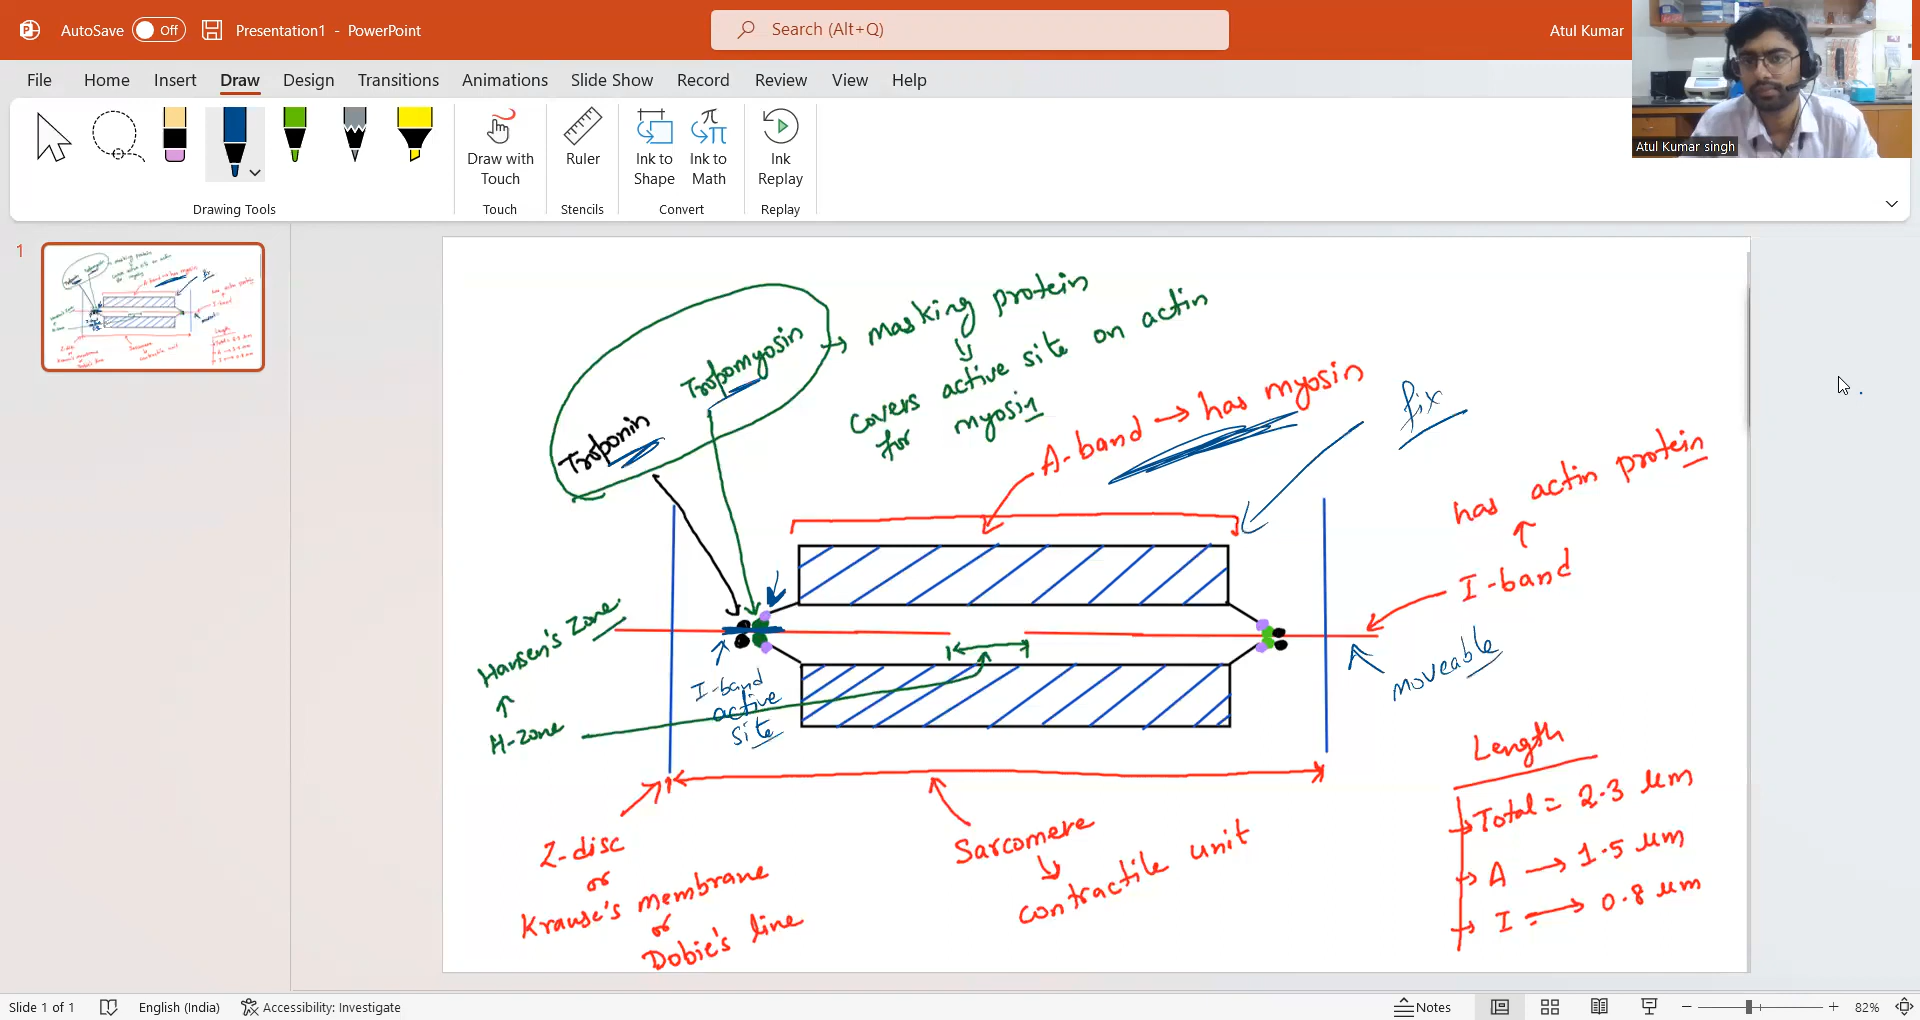 AutoSave Off Presentation1 - PowerPoint Search (Alt+Q) Atul Kumar
File Home Insert Draw Design Transitions Animations Slide Show Record Review View Help
Draw with Touch
Ruler
Ink to Shape
Ink to Math
Ink Replay
Drawing Tools Touch Stencils Convert Replay
Atul Kumar singh
1
Troponin
Tropomyosin → masking protein
covers active site on actin
for myosin
A-band → has myosin
fix
has actin protein
I-band
moveable
Hansen's Zone
H-zone
I-band
active
site
Z-disc
or
Krause's membrane
or
Dobie's line
Sarcomere
contractile unit
Length
→ Total = 2.3 μm
→ A → 1.5 μm
→ I → 0.8 μm
Slide 1 of 1 English (India) Accessibility: Investigate Notes 82%